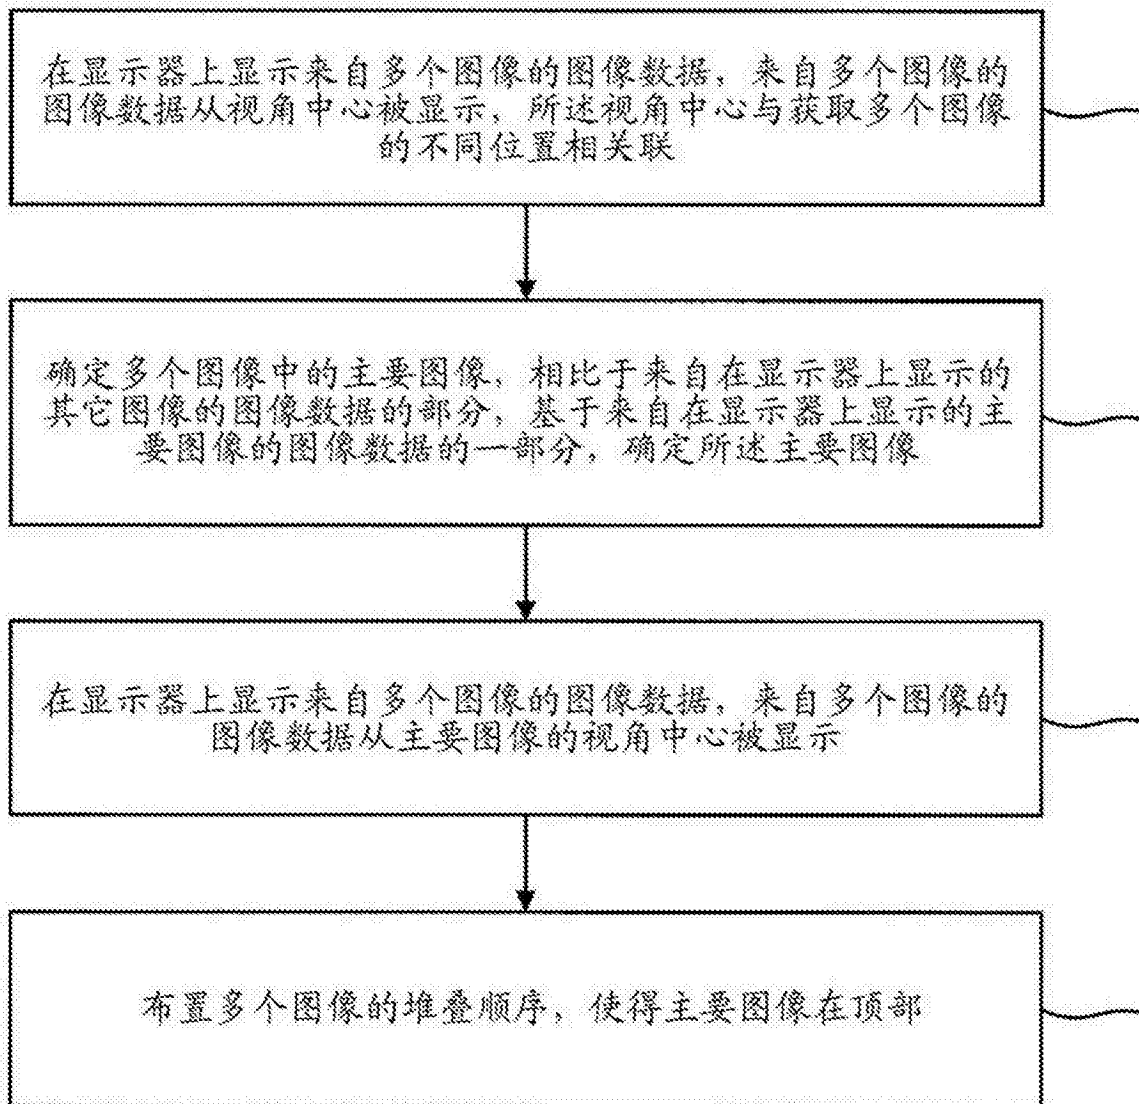 在显示器上显示来自多个图像的图像数据，来自多个图像的
图像数据从视角中心被显示，所述视角中心与获取多个图像
的不同位置相关联
确定多个图像中的主要图像，相比于来自在显示器上显示的
其它图像的图像数据的部分，基于来自在显示器上显示的主
要图像的图像数据的一部分，确定所述主要图像
在显示器上显示来自多个图像的图像数据，来自多个图像的
图像数据从主要图像的视角中心被显示
布置多个图像的堆叠顺序，使得主要图像在顶部